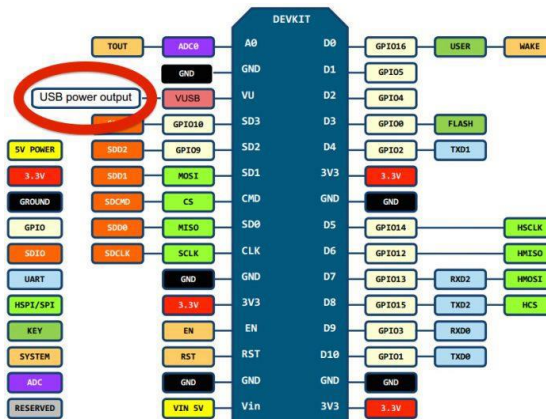 DEVKIT
TOUT ADC0 A0 D0 GPIO16 USER WAKE
GND GND D1 GPIO5
USB power output VUSB VU D2 GPIO4
GPIO10 SD3 D3 GPIO0 FLASH
5V POWER SDD2 GPIO9 SD2 D4 GPIO2 TXD1
3.3V SDD1 MOSI SD1 3V3 3.3V
GROUND SDCMD CS CMD GND GND
GPIO SDD0 MISO SD0 D5 GPIO14 HSCLK
SDIO SDCLK SCLK CLK D6 GPIO12 HMISO
UART GND GND D7 GPIO13 RXD2 HMOSI
HSPI/SPI 3.3V 3V3 D8 GPIO15 TXD2 HCS
KEY EN EN D9 GPIO3 RXD0
SYSTEM RST RST D10 GPIO1 TXD0
ADC GND GND GND GND
RESERVED VIN 5V Vin 3V3 3.3V